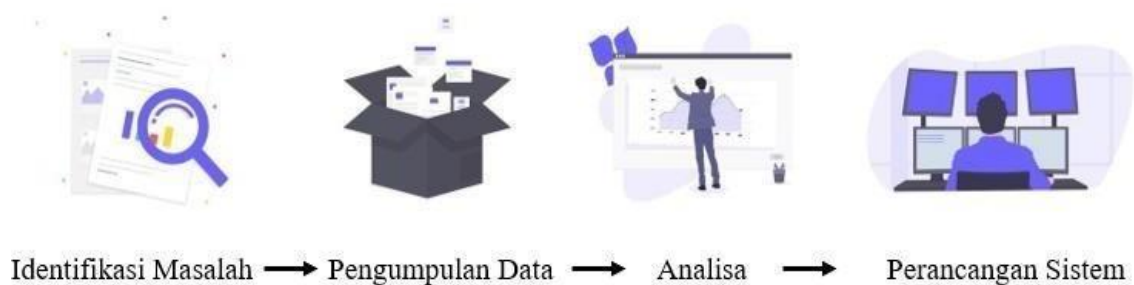 Identifikasi Masalah → Pengumpulan Data → Analisa → Perancangan Sistem